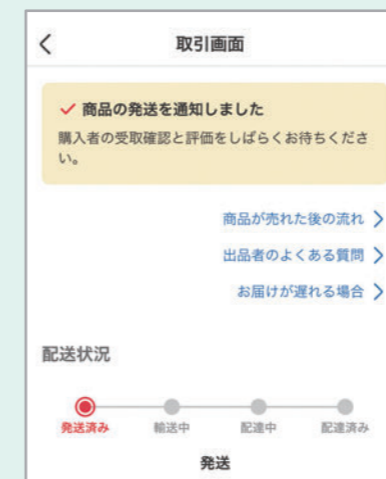 取引画面
商品の発送を通知しました
購入者の受取確認と評価をしばらくお待ちくださ
い。
商品が売れた後の流れ
出品者のよくある質問
お届けが遅れる場合
配送状況
発送済み 輸送中 配達中 配達済み
発送